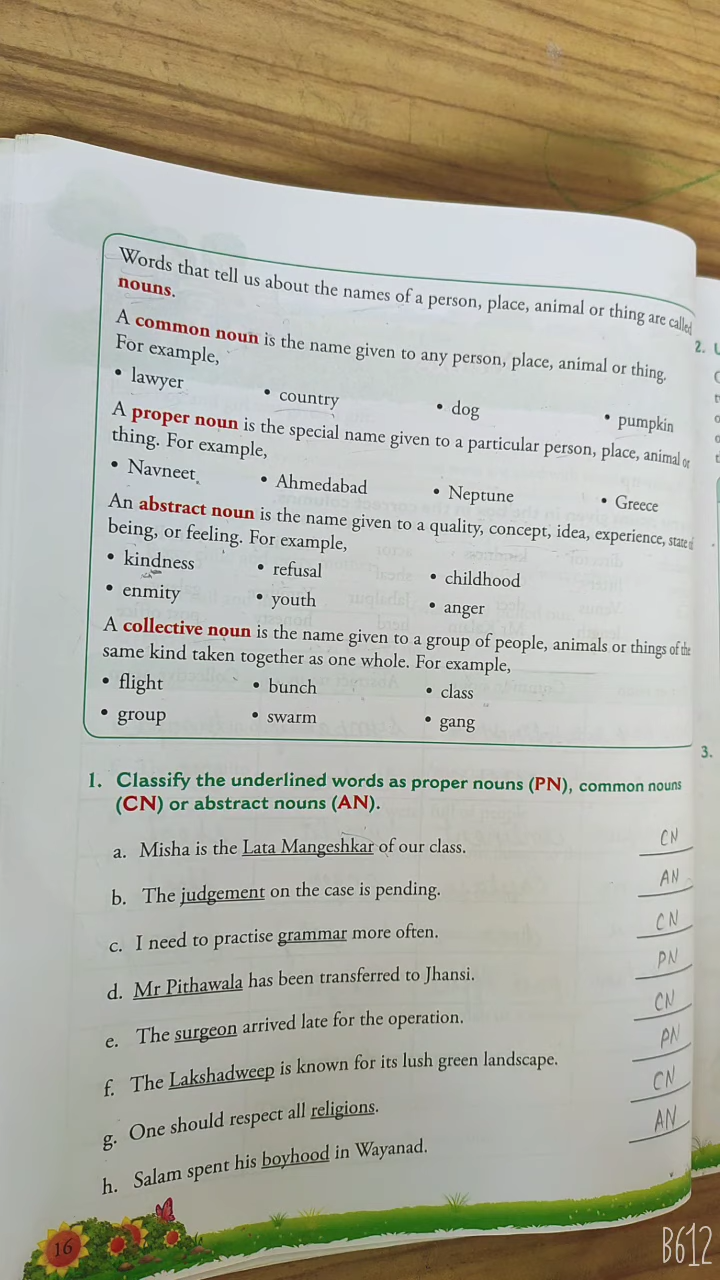 Words that tell us about the names of a person, place, animal or thing are called
nouns.
A common noun is the name given to any person, place, animal or thing.
For example,
• lawyer • country • dog • pumpkin
A proper noun is the special name given to a particular person, place, animal or
thing. For example,
• Navneet • Ahmedabad • Neptune • Greece
An abstract noun is the name given to a quality, concept, idea, experience, state of
being, or feeling. For example,
• kindness • refusal • childhood
• enmity • youth • anger
A collective noun is the name given to a group of people, animals or things of the
same kind taken together as one whole. For example,
• flight • bunch • class
• group • swarm • gang
1. Classify the underlined words as proper nouns (PN), common nouns
(CN) or abstract nouns (AN).
a. Misha is the Lata Mangeshkar of our class. CN
b. The judgement on the case is pending. AN
c. I need to practise grammar more often. CN
d. Mr Pithawala has been transferred to Jhansi. PN
e. The surgeon arrived late for the operation. CN
f. The Lakshadweep is known for its lush green landscape. PN
g. One should respect all religions. CN
h. Salam spent his boyhood in Wayanad. AN
16
2.
3.
B612